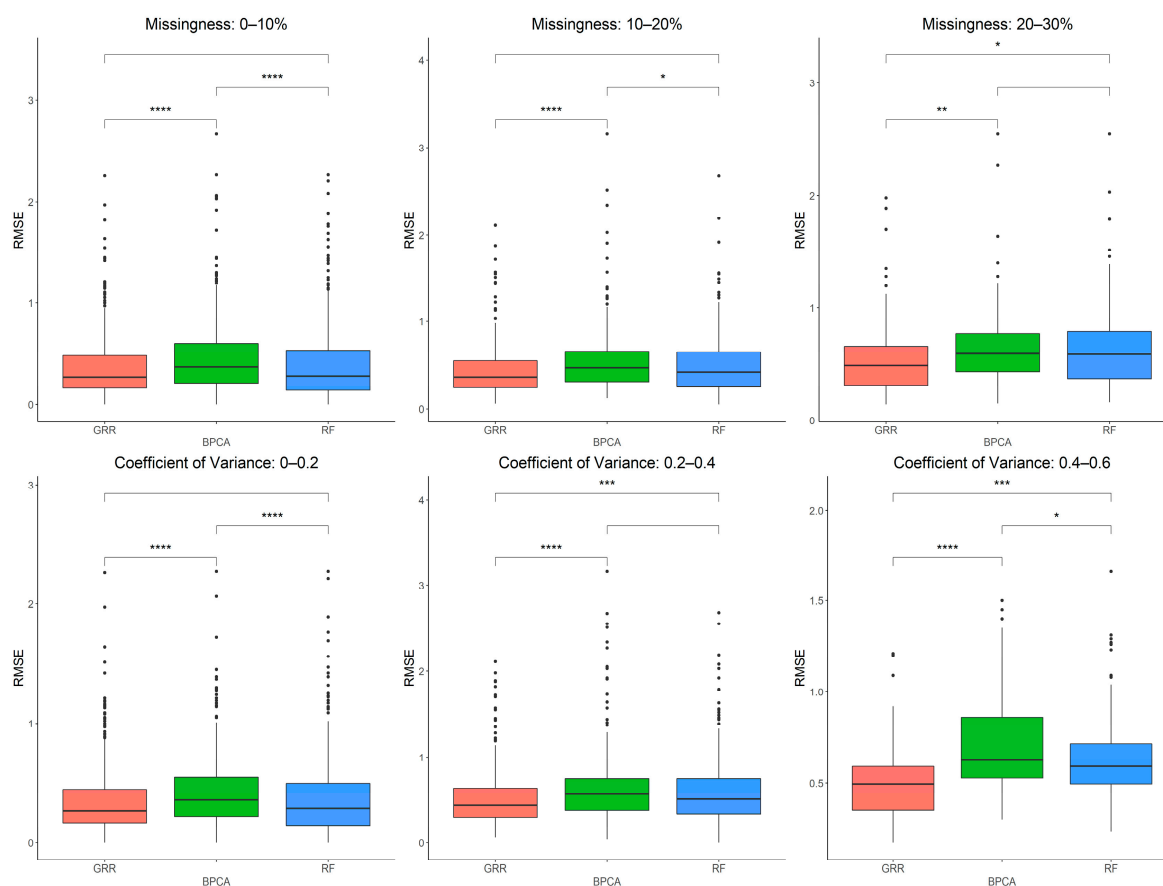 Missingness: 0–10%
Missingness: 10–20%
Missingness: 20–30%
RMSE
3
2
1
0
****
****
GRR
BPCA
RF
RMSE
4
3
2
1
0
****
*
GRR
BPCA
RF
RMSE
3
2
1
0
*
**
GRR
BPCA
RF
Coefficient of Variance: 0–0.2
Coefficient of Variance: 0.2–0.4
Coefficient of Variance: 0.4–0.6
RMSE
3
2
1
0
****
****
GRR
BPCA
RF
RMSE
4
3
2
1
0
***
****
GRR
BPCA
RF
RMSE
2.0
1.5
1.0
0.5
***
*
****
GRR
BPCA
RF